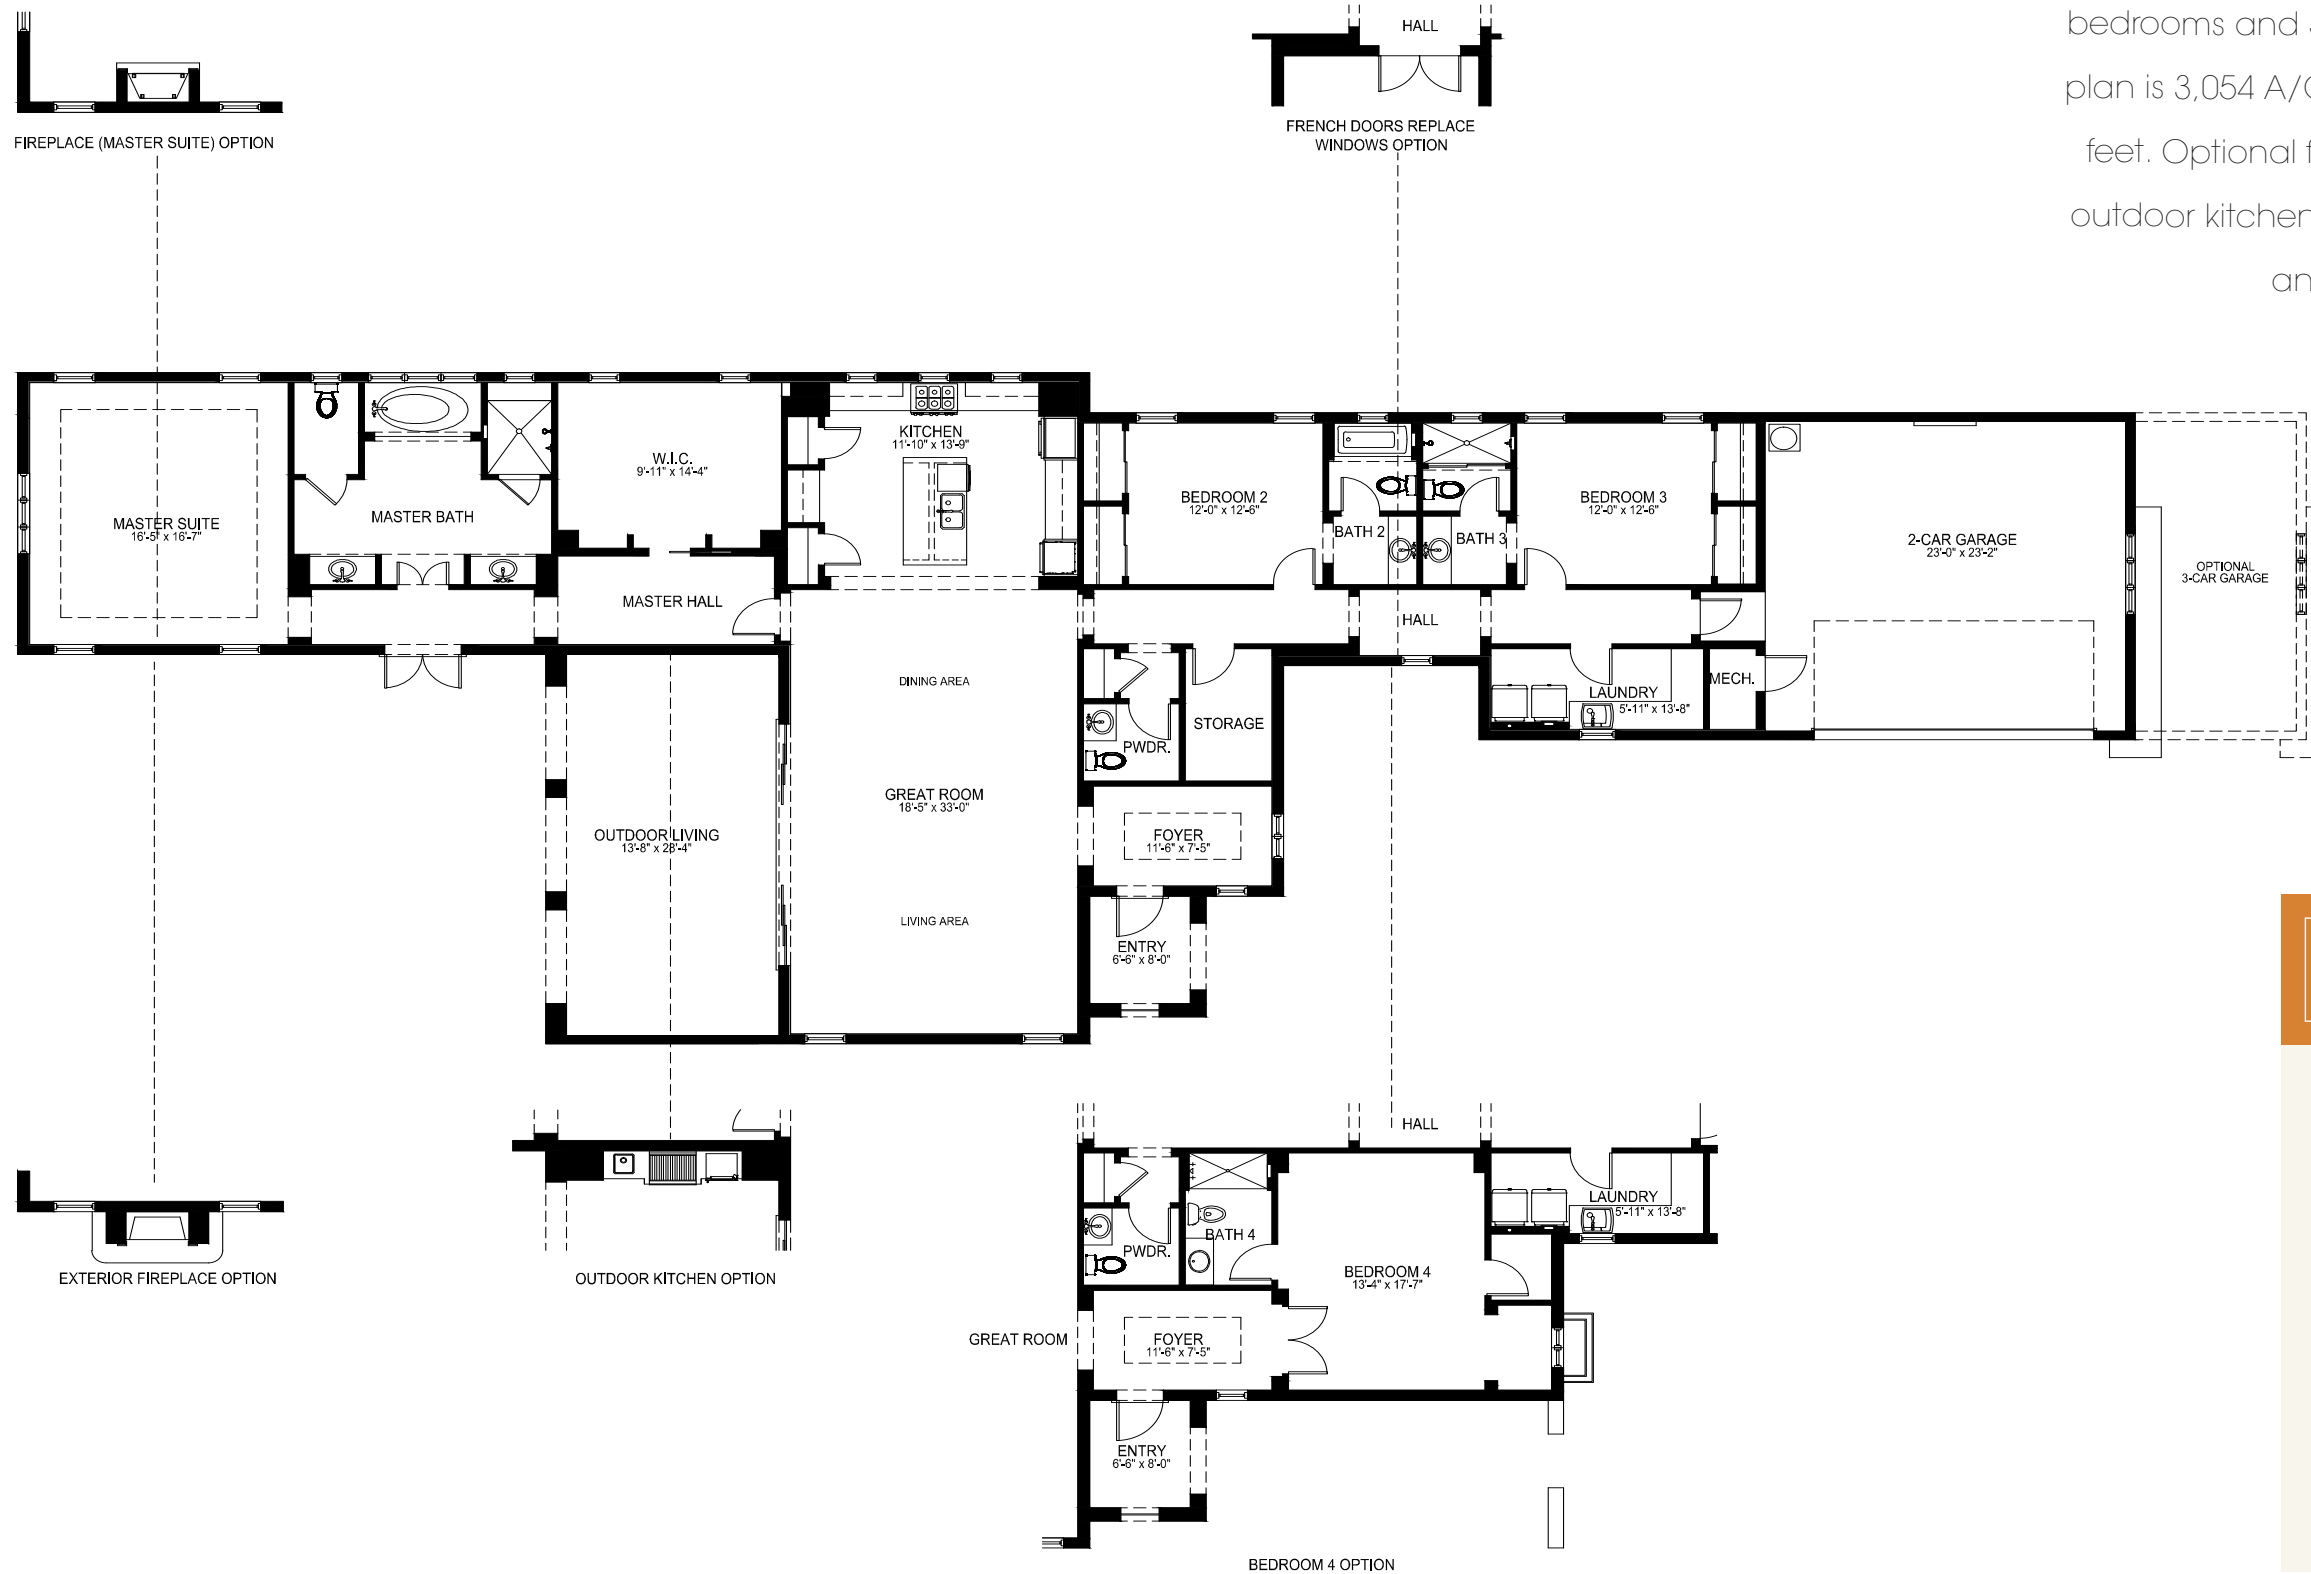 bedrooms and
plan is 3,054
feet. Optional
outdoor kitchen
HALL
FRENCH DOORS REPLACE
WINDOWS OPTION
FIREPLACE (MASTER SUITE) OPTION
MASTER SUITE
16'-5" x 16'-7"
MASTER BATH
W.I.C.
9'-11" x 14'-4"
MASTER HALL
KITCHEN
11'-10" x 13'-9"
BEDROOM 2
12'-0" x 12'-6"
BATH 2
BATH 3
BEDROOM 3
12'-0" x 12'-6"
2-CAR GARAGE
23'-0" x 23'-2"
OPTIONAL
3-CAR GARAGE
HALL
DINING AREA
STORAGE
PWDR.
LAUNDRY
5'-11" x 13'-8"
MECH.
GREAT ROOM
18'-5" x 33'-0"
OUTDOOR LIVING
13'-8" x 28'-4"
FOYER
11'-6" x 7'-5"
LIVING AREA
ENTRY
6'-6" x 8'-0"
HALL
LAUNDRY
5'-11" x 13'-8"
PWDR.
BATH 4
BEDROOM 4
13'-4" x 17'-7"
EXTERIOR FIREPLACE OPTION
OUTDOOR KITCHEN OPTION
GREAT ROOM
FOYER
11'-6" x 7'-5"
ENTRY
6'-6" x 8'-0"
BEDROOM 4 OPTION